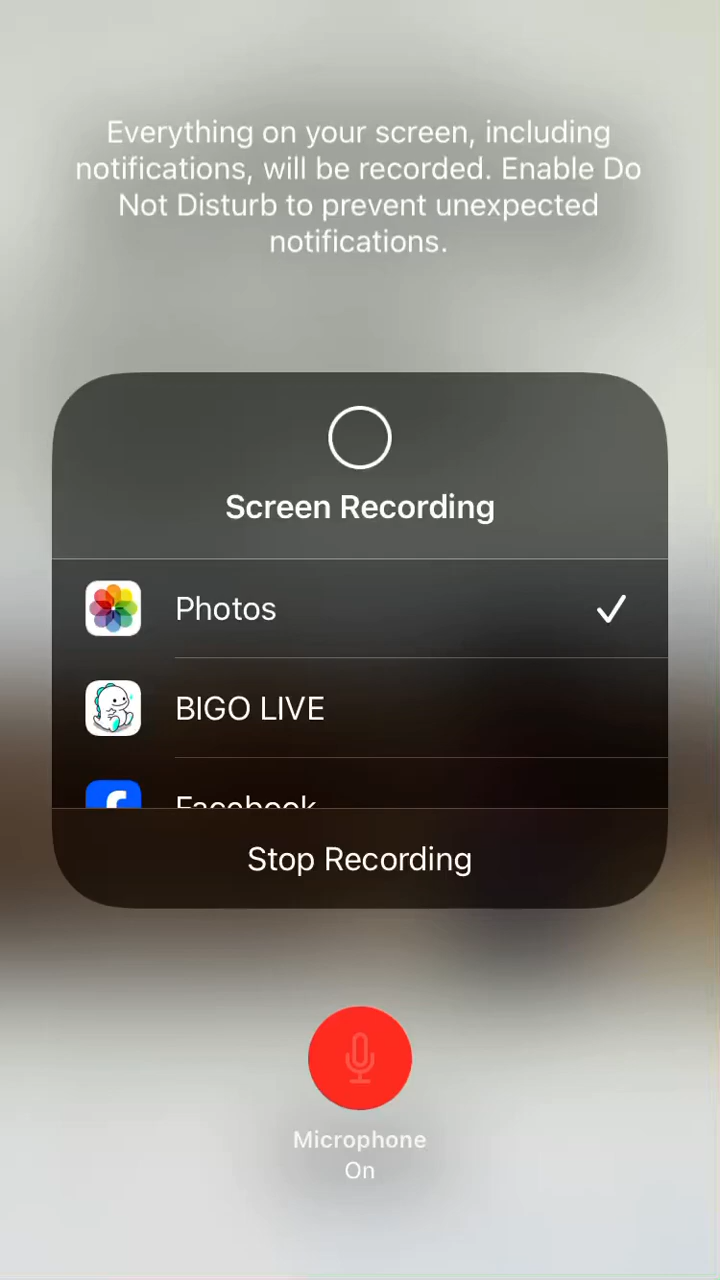 Everything on your screen, including
notifications, will be recorded. Enable Do
Not Disturb to prevent unexpected
notifications.
Screen Recording
Photos
BIGO LIVE
Facebook
Stop Recording
Microphone
On